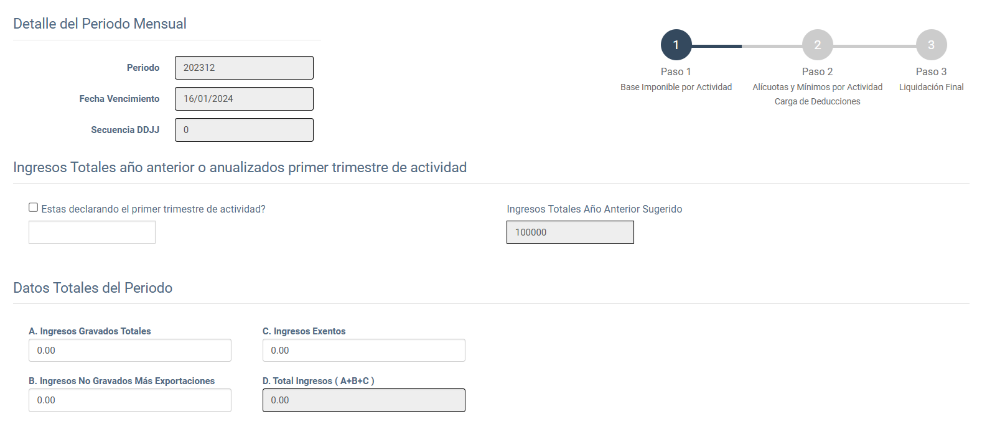 Detalle del Periodo Mensual
Periodo 202312
Fecha Vencimiento 16/01/2024
Secuencia DDJJ 0
1 2 3
Paso 1 Paso 2 Paso 3
Base Imponible por Actividad Alícuotas y Mínimos por Actividad Liquidación Final
Carga de Deducciones
Ingresos Totales año anterior o anualizados primer trimestre de actividad
Estas declarando el primer trimestre de actividad? Ingresos Totales Año Anterior Sugerido
100000
Datos Totales del Periodo
A. Ingresos Gravados Totales C. Ingresos Exentos
0.00 0.00
B. Ingresos No Gravados Más Exportaciones D. Total Ingresos ( A+B+C )
0.00 0.00